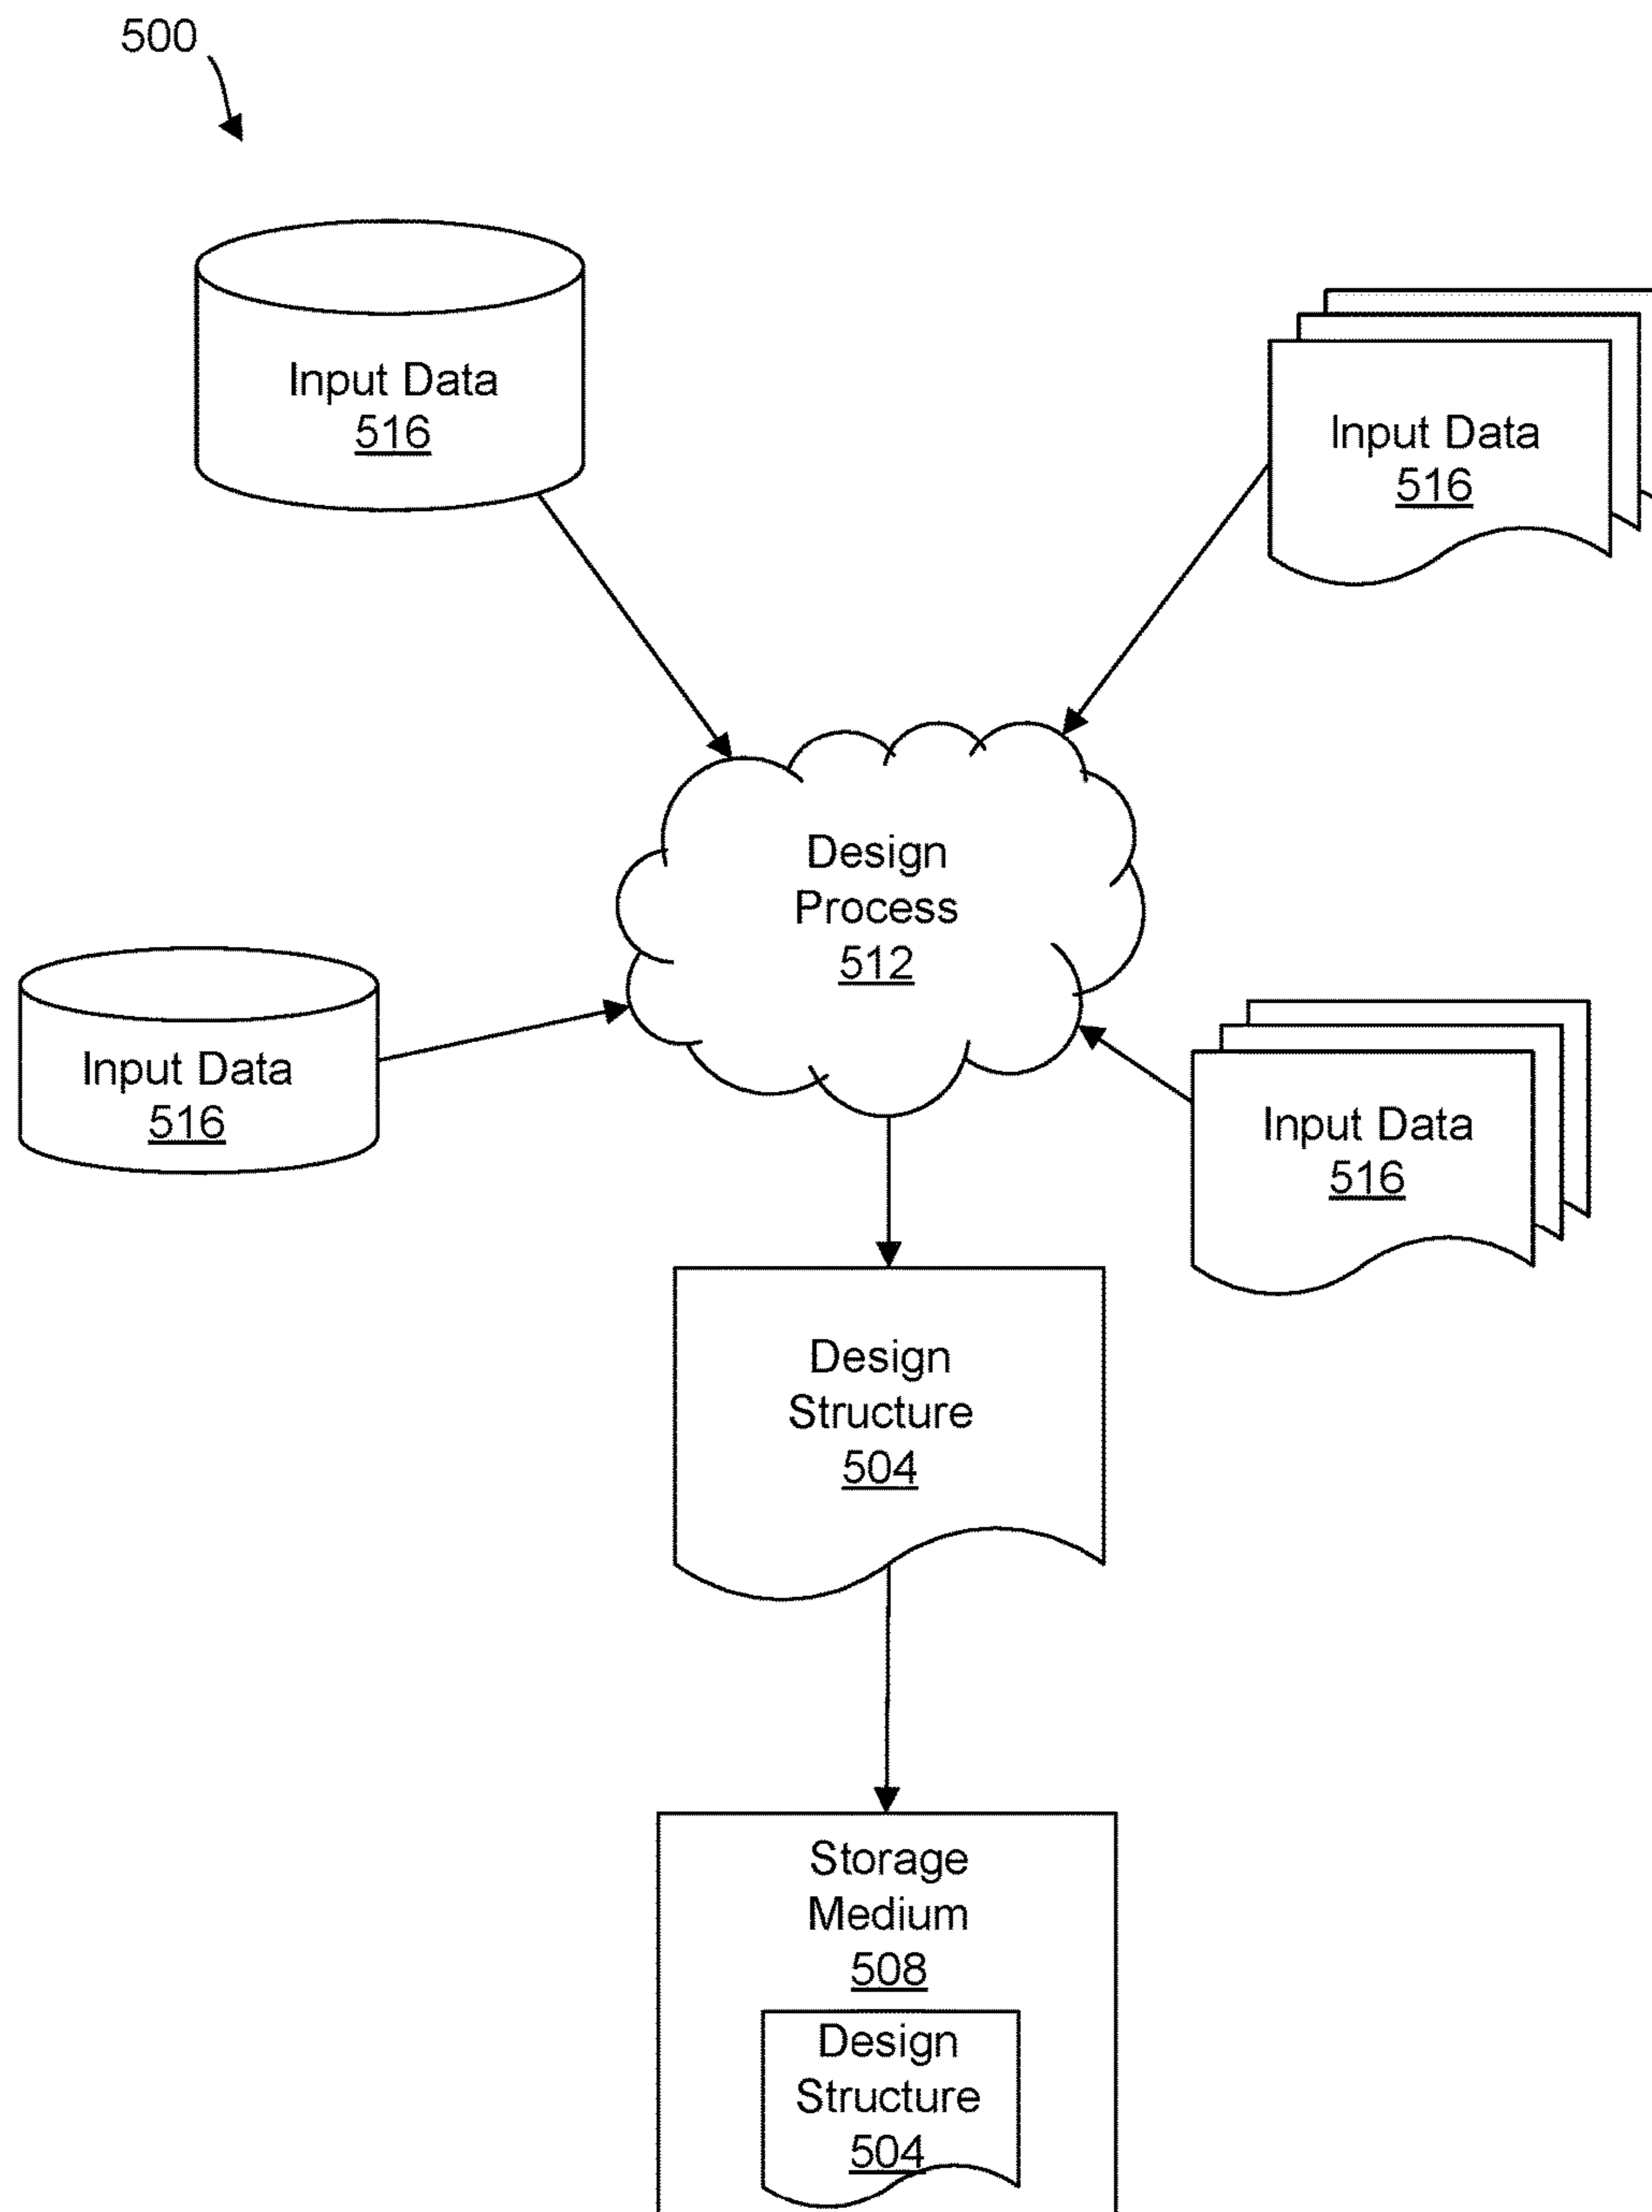 500
Input Data
516
Input Data
516
Design
Process
512
Input Data
516
Input Data
516
Design
Structure
504
Storage
Medium
508
Design
Structure
504